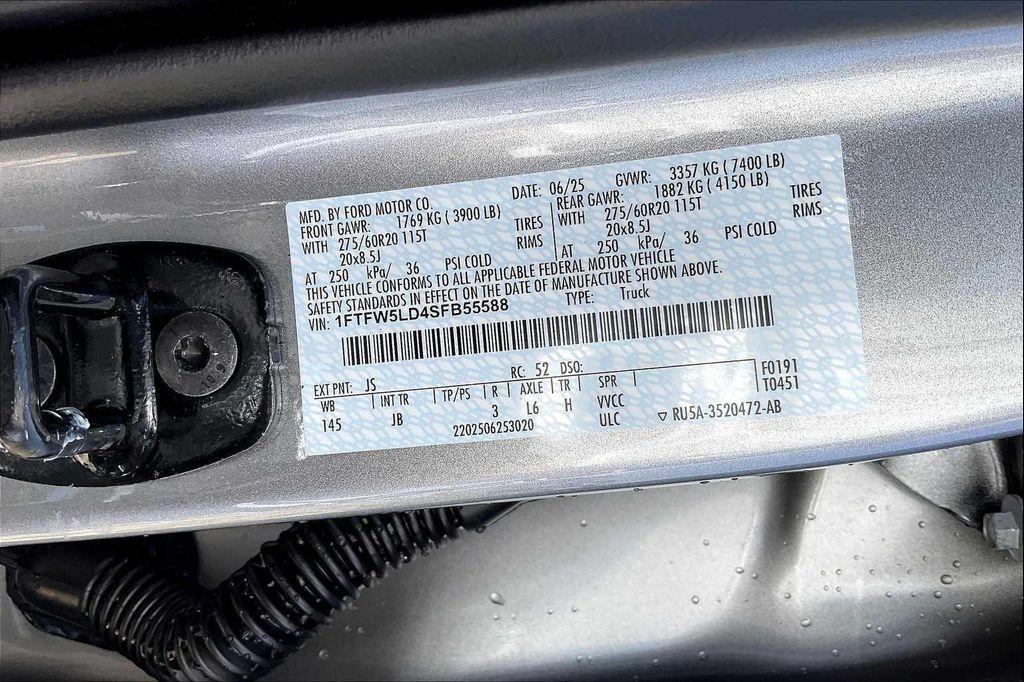 MFD. BY FORD MOTOR CO. DATE: 06/25 GVWR: 3357 KG ( 7400 LB)
FRONT GAWR: 1769 KG ( 3900 LB) REAR GAWR: 1882 KG ( 4150 LB)
WITH 275/60R20 115T TIRES WITH 275/60R20 115T TIRES
20x8.5J RIMS 20x8.5J RIMS
AT 250 kPa/ 36 PSI COLD AT 250 kPa/ 36 PSI COLD
THIS VEHICLE CONFORMS TO ALL APPLICABLE FEDERAL MOTOR VEHICLE
SAFETY STANDARDS IN EFFECT ON THE DATE OF MANUFACTURE SHOWN ABOVE.
VIN: 1FTFW5LD4SFB55588 TYPE: Truck
EXT PNT: JS RC: 52 DSO: F0191
WB INT TR TP/PS R AXLE TR SPR T0451
145 JB 3 L6 H VVCC
2202506253020 ULC ▽ RU5A-3520472-AB